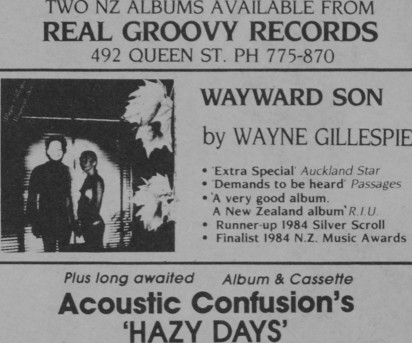 TWO NZ ALBUMS AVAILABLE FROM
REAL GROOVY RECORDS
492 QUEEN ST. PH 775-870
WAYWARD SON
by WAYNE GILLESPIE
• 'Extra Special' Auckland Star
• 'Demands to be heard' Passages
• 'A very good album.
A New Zealand album' R.I.U.
• Runner-up 1984 Silver Scroll
• Finalist 1984 N.Z. Music Awards
Plus long awaited Album & Cassette
Acoustic Confusion's
'HAZY DAYS'